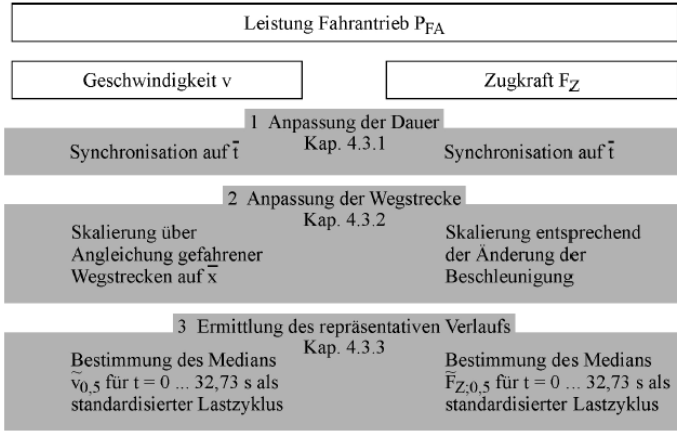 Leistung Fahrantrieb P_FA
Geschwindigkeit v
Zugkraft F_Z
1 Anpassung der Dauer
Kap. 4.3.1
Synchronisation auf t̅
Synchronisation auf t̅
2 Anpassung der Wegstrecke
Kap. 4.3.2
Skalierung über
Angleichung gefahrener
Wegstrecken auf x̅
Skalierung entsprechend
der Änderung der
Beschleunigung
3 Ermittlung des repräsentativen Verlaufs
Kap. 4.3.3
Bestimmung des Medians
ṽ_0,5 für t = 0 ... 32,73 s als
standardisierter Lastzyklus
Bestimmung des Medians
F̃_Z;0,5 für t = 0 ... 32,73 s als
standardisierter Lastzyklus